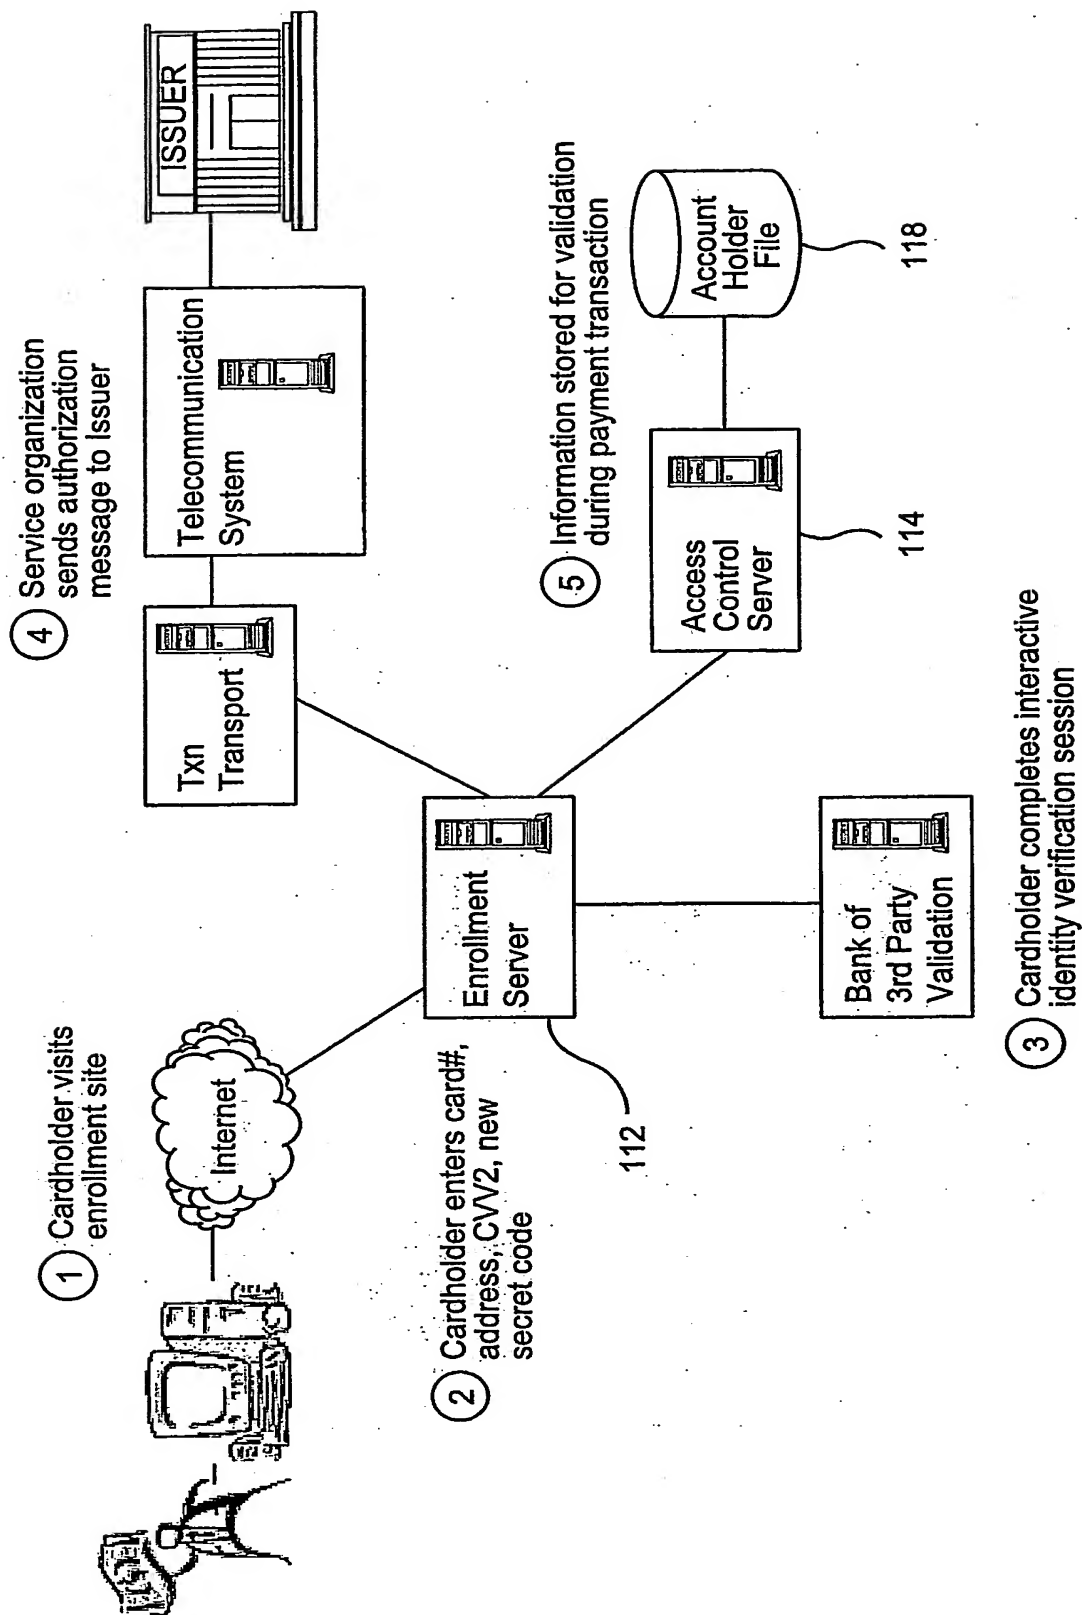 1
Cardholder visits
enrollment site
Internet
2
Cardholder enters card#,
address, CVV2, new
secret code
112
Enrollment
Server
3
Cardholder completes interactive
identity verification session
Bank of
3rd Party
Validation
4
Service organization
sends authorization
message to Issuer
Txn
Transport
Telecommunication
System
ISSUER
5
Information stored for validation
during payment transaction
Access
Control
Server
114
Account
Holder
File
118